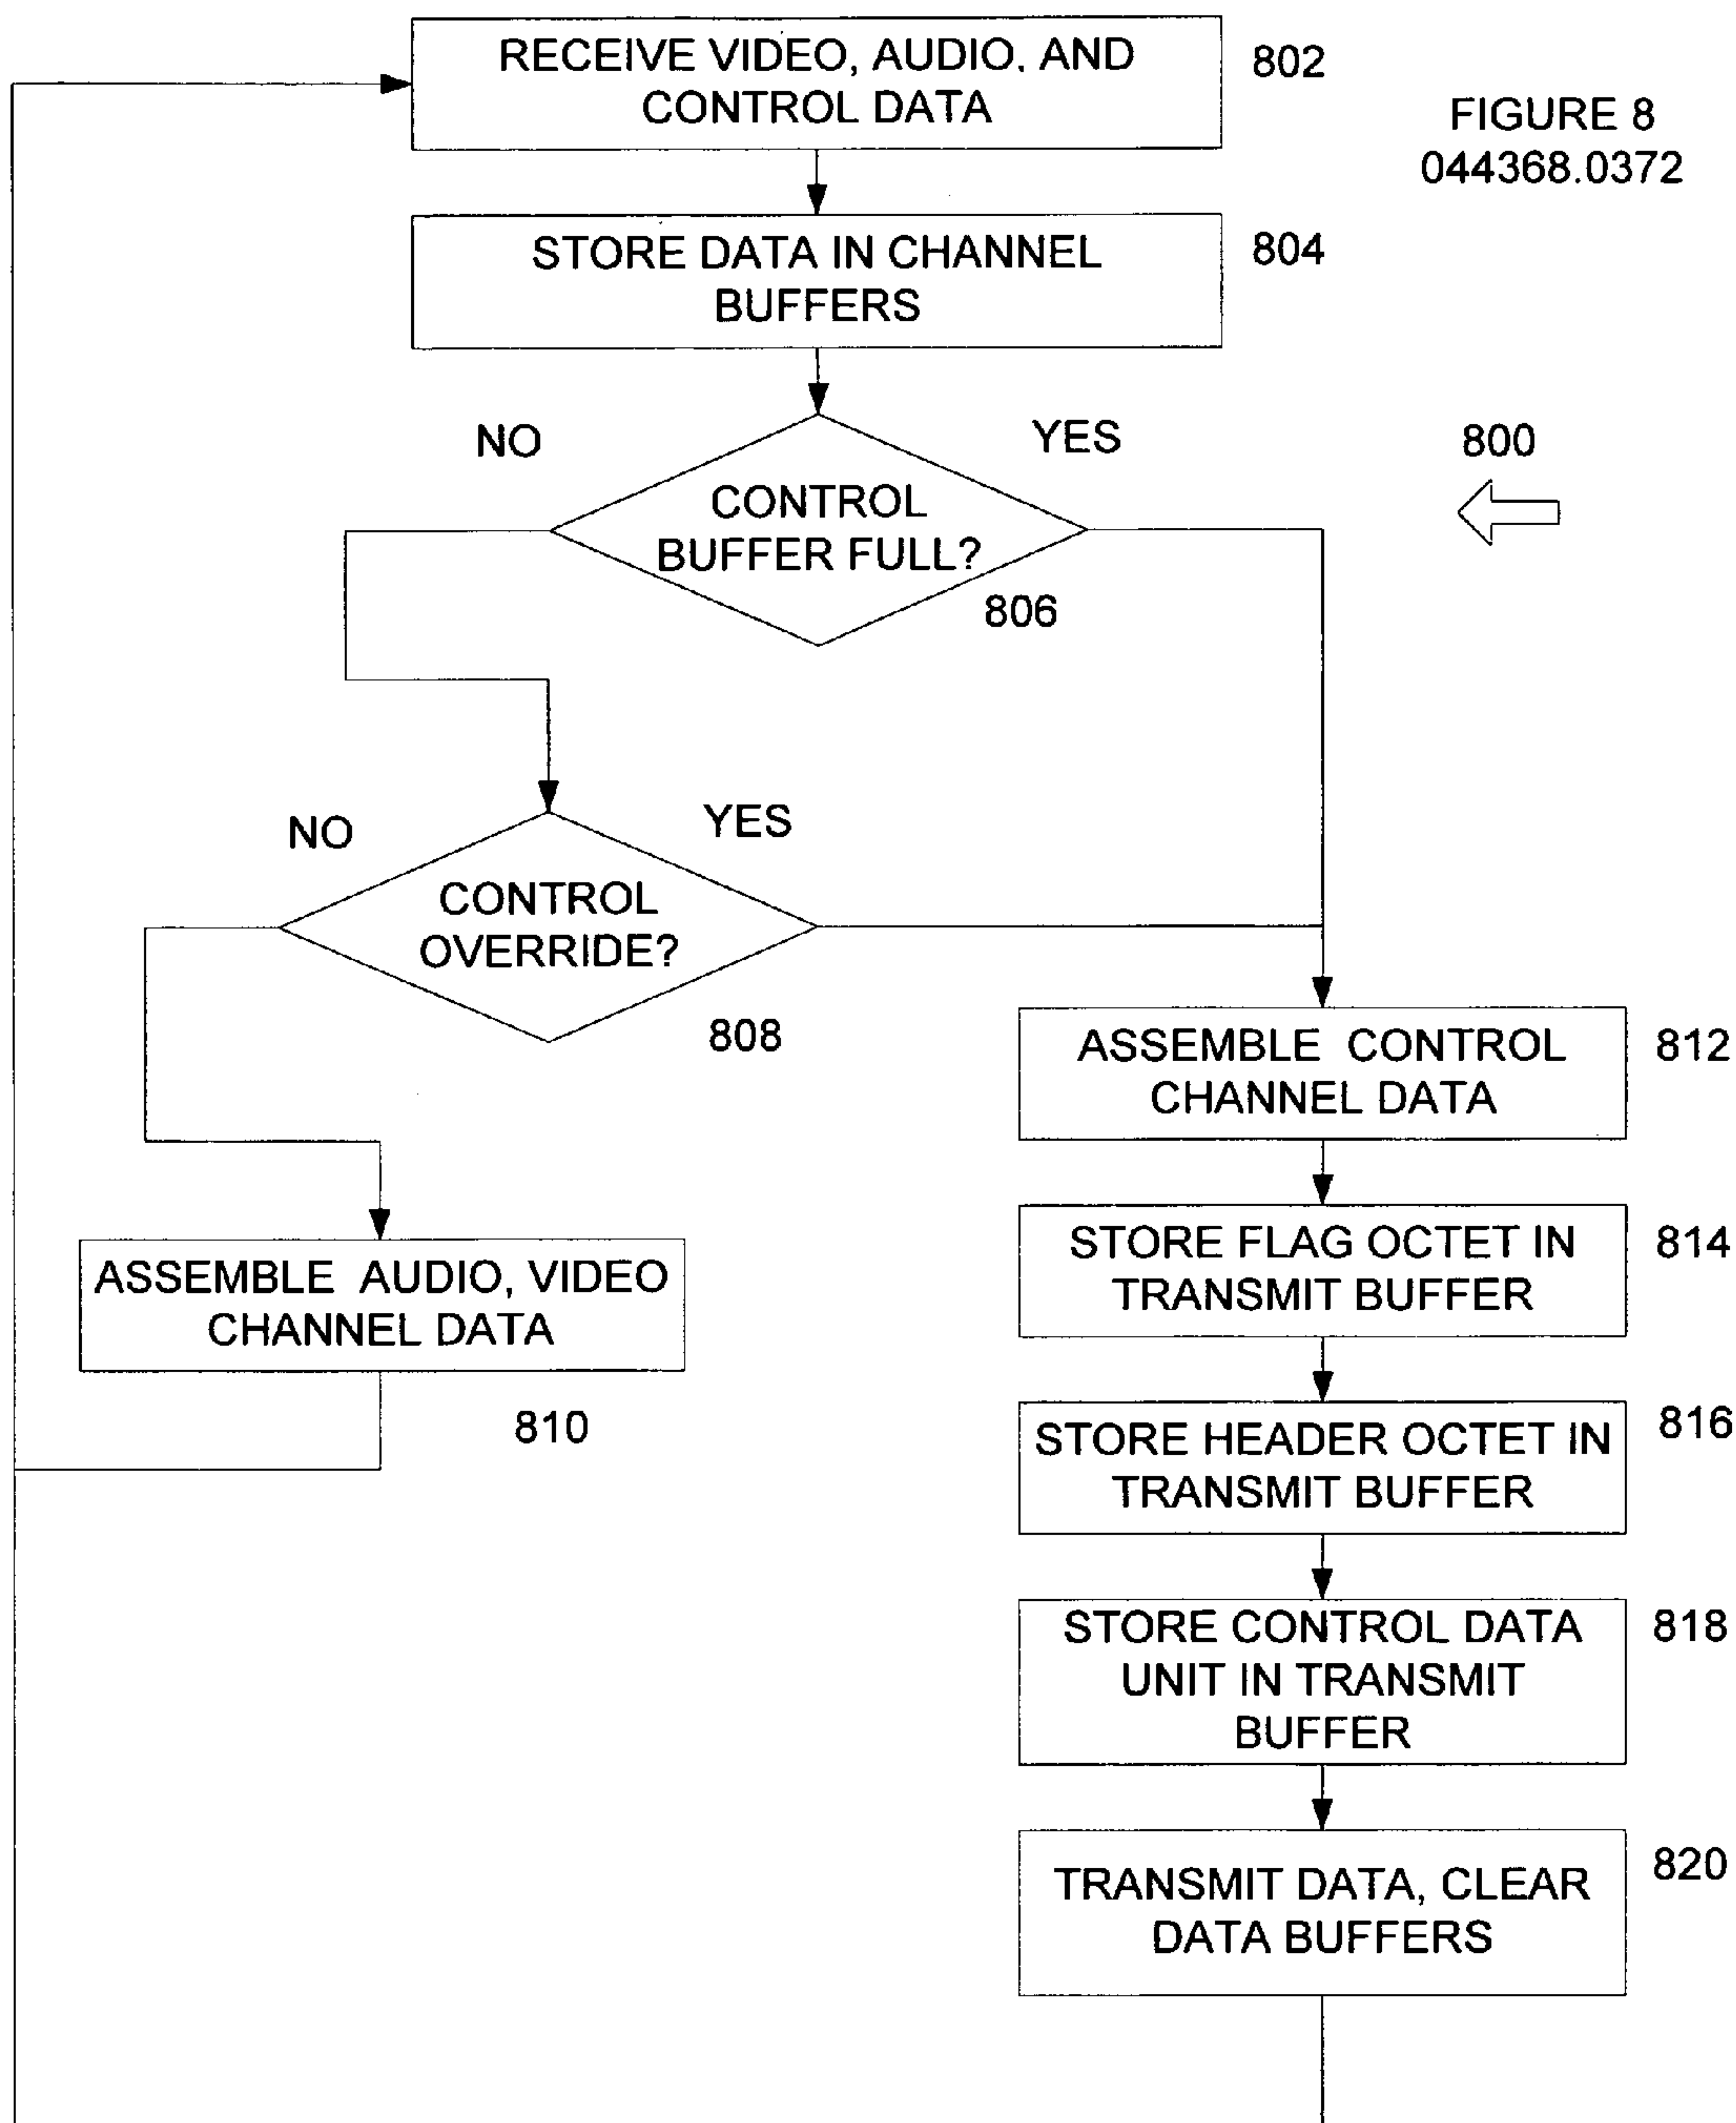 RECEIVE VIDEO, AUDIO, AND
CONTROL DATA
802
FIGURE 8
044368.0372
STORE DATA IN CHANNEL
BUFFERS
804
NO
YES
800
CONTROL
BUFFER FULL?
806
NO
YES
CONTROL
OVERRIDE?
808
ASSEMBLE CONTROL
CHANNEL DATA
812
STORE FLAG OCTET IN
TRANSMIT BUFFER
814
ASSEMBLE AUDIO, VIDEO
CHANNEL DATA
810
STORE HEADER OCTET IN
TRANSMIT BUFFER
816
STORE CONTROL DATA
UNIT IN TRANSMIT
BUFFER
818
TRANSMIT DATA, CLEAR
DATA BUFFERS
820